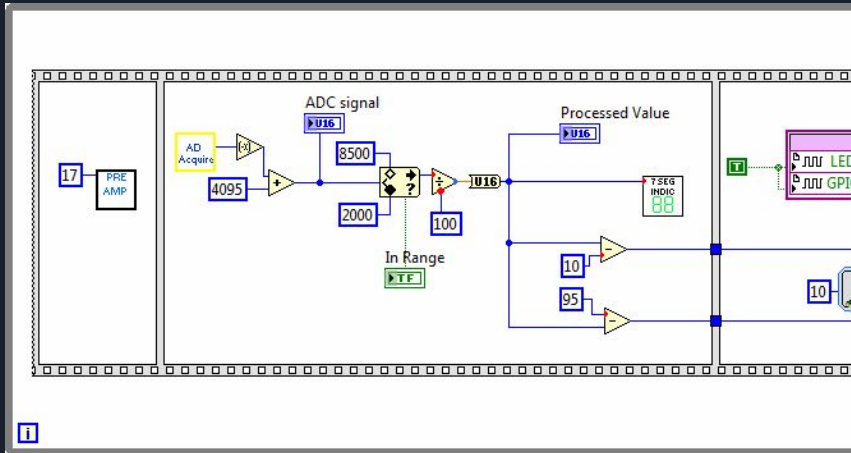 17
PRE
AMP
AD
Acquire
(-x)
4095
+
ADC signal
U16
8500
2000
?
÷
100
U16
In Range
TF
Processed Value
U16
7SEG
INDIC
88
10
-
95
-
T
LED
GPI
10
i